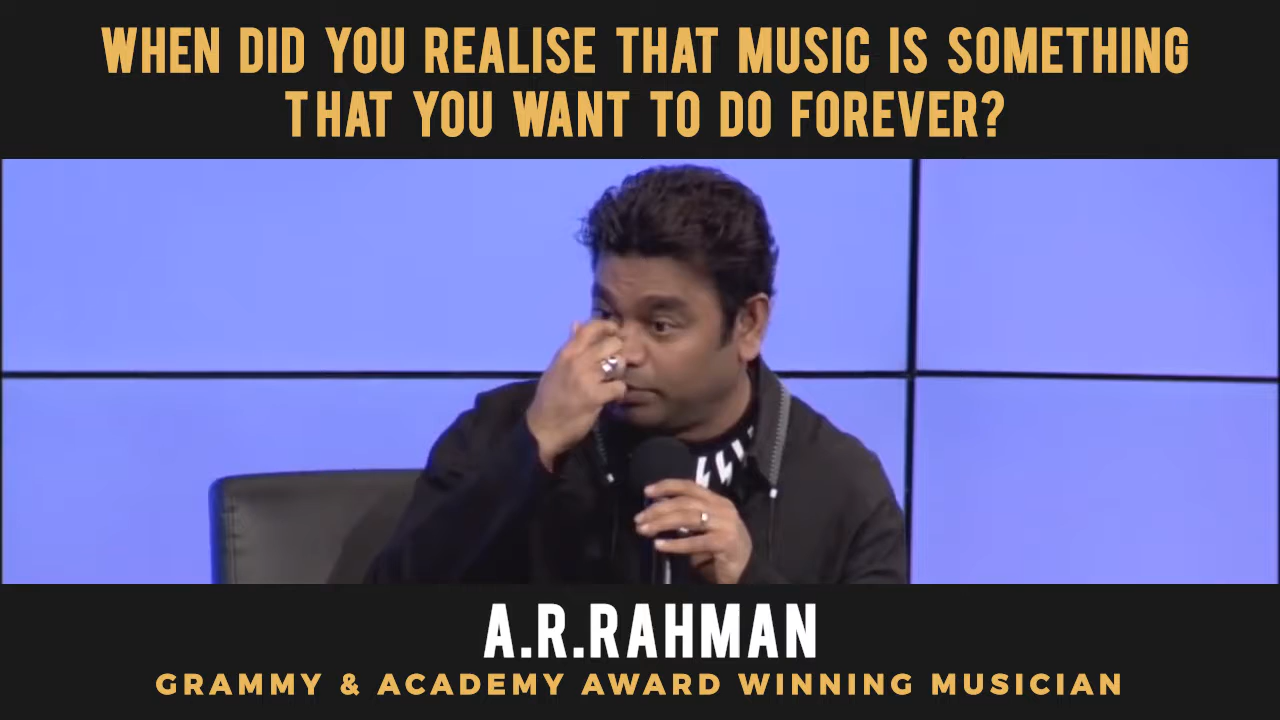 WHEN DID YOU REALISE THAT MUSIC IS SOMETHING
THAT YOU WANT TO DO FOREVER?
A.R.RAHMAN
GRAMMY & ACADEMY AWARD WINNING MUSICIAN